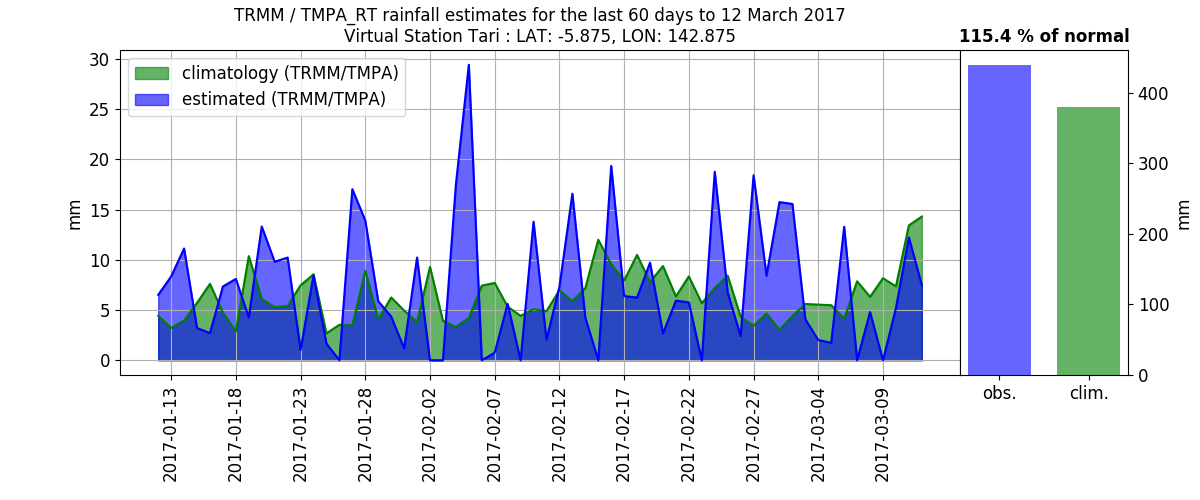 TRMM / TMPA_RT rainfall estimates for the last 60 days to 12 March 2017
Virtual Station Tari : LAT: -5.875, LON: 142.875
115.4 % of normal
climatology (TRMM/TMPA)
estimated (TRMM/TMPA)
30
25
20
15
10
5
0
mm
2017-01-13
2017-01-18
2017-01-23
2017-01-28
2017-02-02
2017-02-07
2017-02-12
2017-02-17
2017-02-22
2017-02-27
2017-03-04
2017-03-09
400
300
200
100
0
mm
obs.
clim.